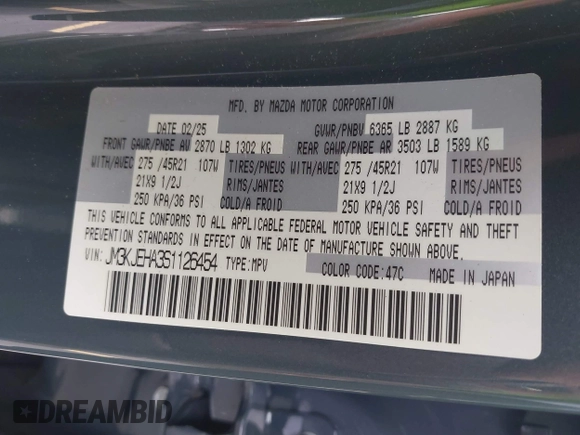 MFD. BY MAZDA MOTOR CORPORATION
DATE 02/25 GVWR/PNBV 6365 LB 2887 KG
FRONT GAWR/PNBE AV 2870 LB 1302 KG REAR GAWR/PNBE AR 3503 LB 1589 KG
WITH/AVEC 275 /45R21 107W TIRES/PNEUS WITH/AVEC 275 /45R21 107W TIRES/PNEUS
21X9 1/2J RIMS/JANTES 21X9 1/2J RIMS/JANTES
250 KPA/36 PSI COLD/A FROID 250 KPA/36 PSI COLD/A FROID
THIS VEHICLE CONFORMS TO ALL APPLICABLE FEDERAL MOTOR VEHICLE SAFETY AND THEFT
PREVENTION STANDARDS IN EFFECT ON THE DATE OF MANUFACTURE SHOWN ABOVE.
VIN: JM3KJEHA3S1126454 TYPE:MPV COLOR CODE:47C MADE IN JAPAN
DREAMBID